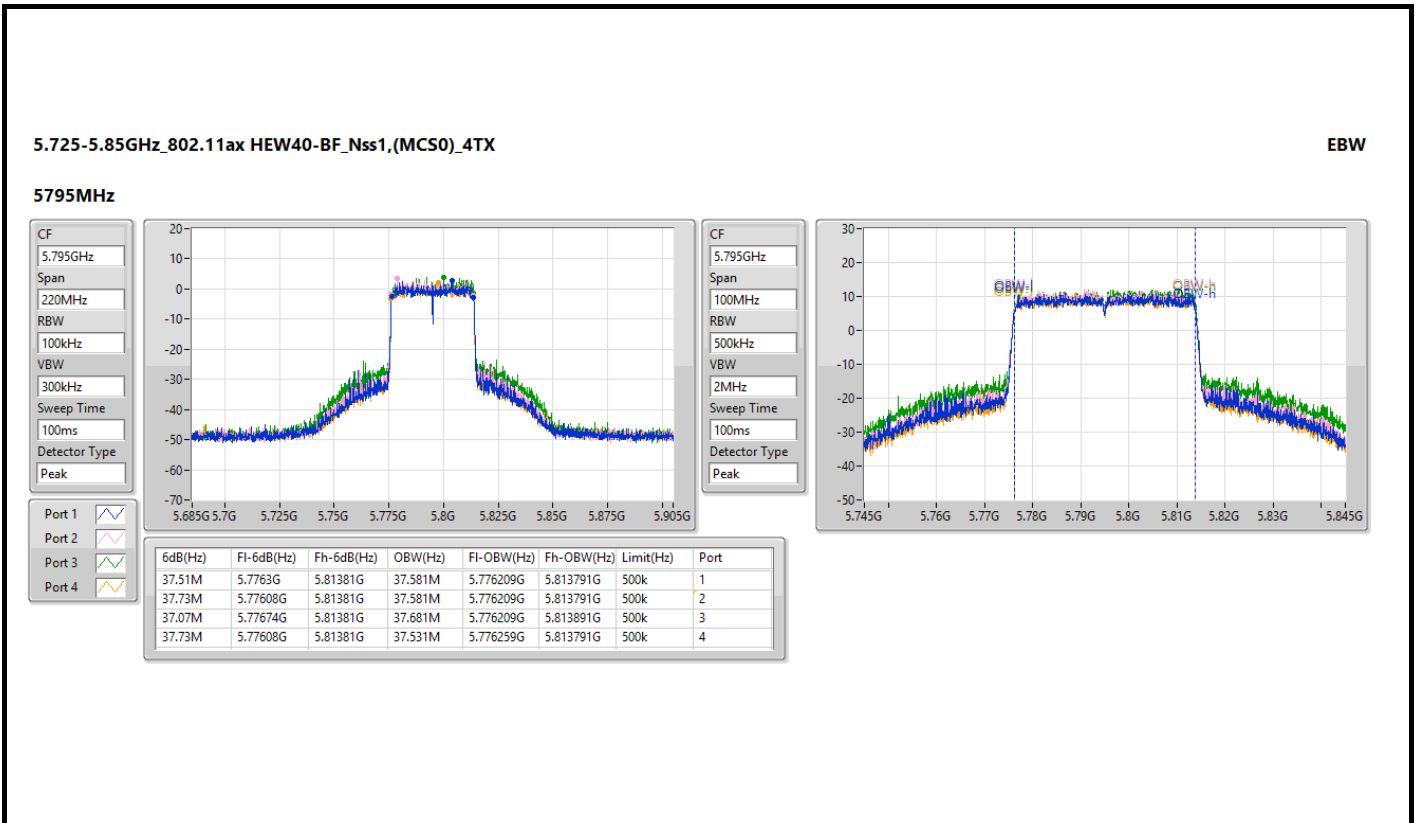 5.725-5.85GHz_802.11ax HEW40-BF_Nss1,(MCS0)_4TX EBW
5795MHz
CF
5.795GHz
Span
220MHz
RBW
100kHz
VBW
300kHz
Sweep Time
100ms
Detector Type
Peak
Port 1
Port 2
Port 3
Port 4
20
10
0
-10
-20
-30
-40
-50
-60
-70
5.685G 5.7G 5.725G 5.75G 5.775G 5.8G 5.825G 5.85G 5.875G 5.905G
CF
5.795GHz
Span
100MHz
RBW
500kHz
VBW
2MHz
Sweep Time
100ms
Detector Type
Peak
30
20
10
0
-10
-20
-30
-40
-50
OBW-l OBW-h
OBW-h
5.745G 5.76G 5.77G 5.78G 5.79G 5.8G 5.81G 5.82G 5.83G 5.845G
6dB(Hz) Fl-6dB(Hz) Fh-6dB(Hz) OBW(Hz) Fl-OBW(Hz) Fh-OBW(Hz) Limit(Hz) Port
37.51M 5.7763G 5.81381G 37.581M 5.776209G 5.813791G 500k 1
37.73M 5.77608G 5.81381G 37.581M 5.776209G 5.813791G 500k 2
37.07M 5.77674G 5.81381G 37.681M 5.776209G 5.813891G 500k 3
37.73M 5.77608G 5.81381G 37.531M 5.776259G 5.813791G 500k 4